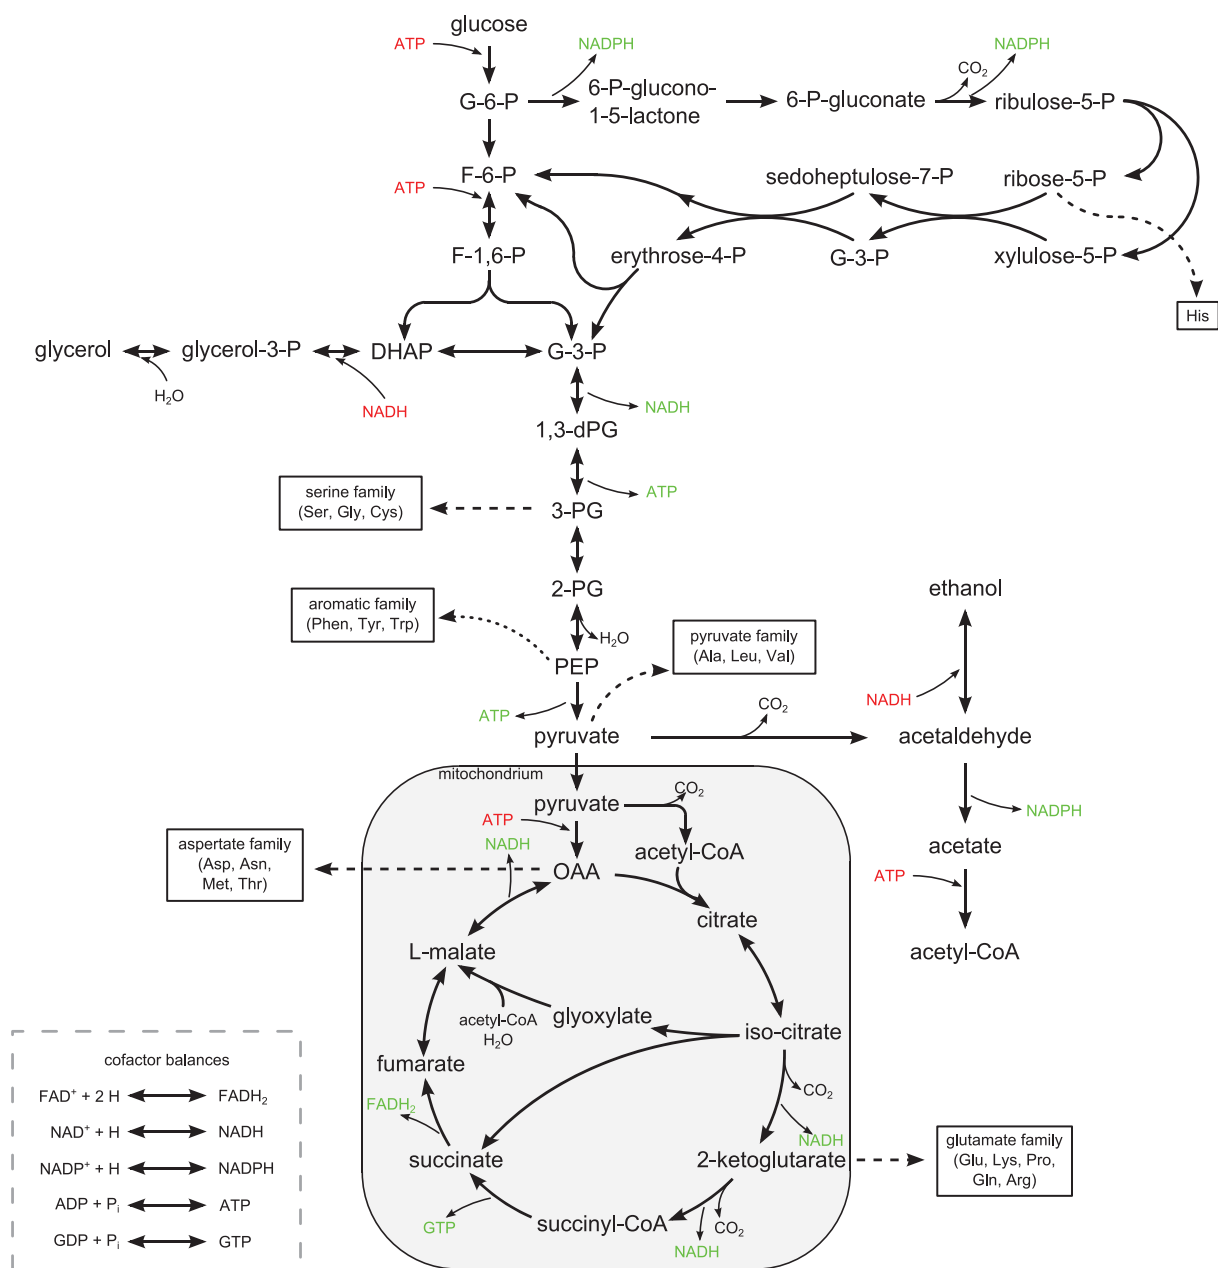 glucose
ATP
NADPH
NADPH
CO2
G-6-P
6-P-glucono-
1-5-lactone
6-P-gluconate
ribulose-5-P
F-6-P
ATP
sedoheptulose-7-P
ribose-5-P
F-1,6-P
erythrose-4-P
G-3-P
xylulose-5-P
His
glycerol
glycerol-3-P
DHAP
G-3-P
H2O
NADH
NADH
1,3-dPG
ATP
serine family
(Ser, Gly, Cys)
3-PG
2-PG
ethanol
aromatic family
(Phen, Tyr, Trp)
H2O
pyruvate family
(Ala, Leu, Val)
PEP
NADH
ATP
CO2
pyruvate
acetaldehyde
mitochondrium
pyruvate
CO2
ATP
NADPH
NADH
acetyl-CoA
acetate
aspertate family
(Asp, Asn,
Met, Thr)
OAA
ATP
citrate
L-malate
acetyl-CoA
glyoxylate
acetyl-CoA
H2O
iso-citrate
fumarate
CO2
FADH2
NADH
succinate
2-ketoglutarate
glutamate family
(Glu, Lys, Pro,
Gln, Arg)
GTP
succinyl-CoA
CO2
NADH
cofactor balances
FAD+ + 2 H FADH2
NAD+ + H NADH
NADP+ + H NADPH
ADP + Pi ATP
GDP + Pi GTP